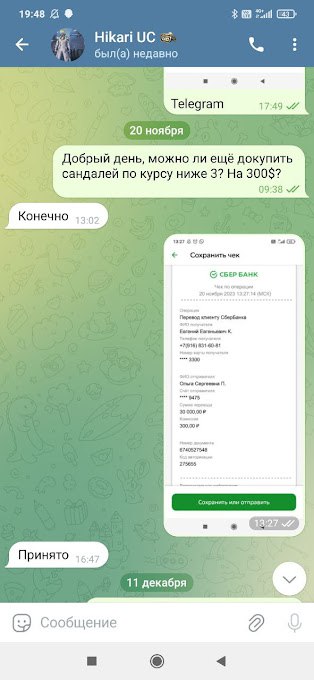 19:48
43
Hikari UC
был(а) недавно
Telegram
17:49
20 ноября
Добрый день, можно ли ещё докупить
сандалей по курсу ниже 3? На 300$?
09:38
Конечно 13:02
13:27
Сохранить чек
СБЕР БАНК
Чек по операции
20 ноября 2023 13:27:14 (МСК)
Операция
Перевод клиенту СберБанка
ФИО получателя
Евгений Евгеньевич К.
Телефон получателя
+7(916) 831-60-81
Номер карты получателя
**** 3300
ФИО отправителя
Ольга Сергеевна П.
Счет отправителя
**** 9475
Сумма перевода
30 000,00 ₽
Комиссия
300,00 ₽
Номер документа
6740527548
Код авторизации
275655
Сохранить или отправить
13:27
Принято 16:47
11 декабря
Сообщение